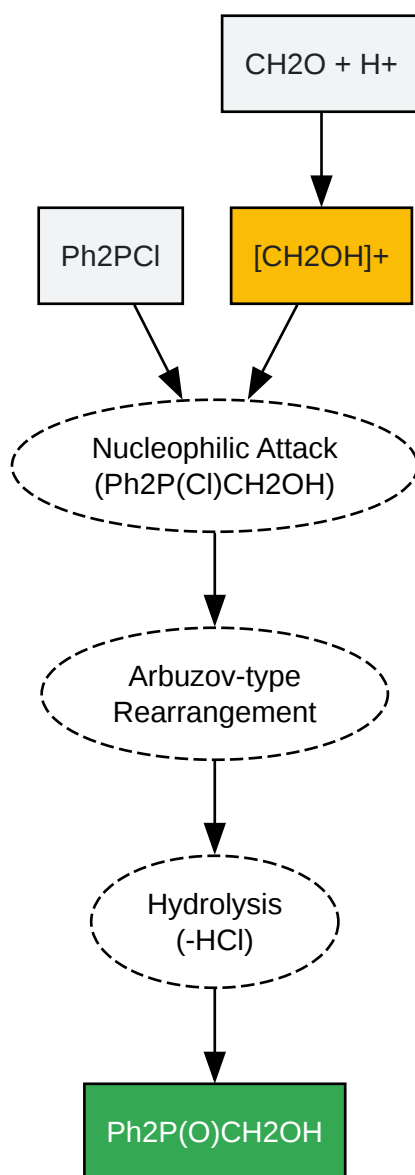 CH2O + H+
Ph2PCl
[CH2OH]+
Nucleophilic Attack
(Ph2P(Cl)CH2OH)
Arbuzov-type
Rearrangement
Hydrolysis
(-HCl)
Ph2P(O)CH2OH